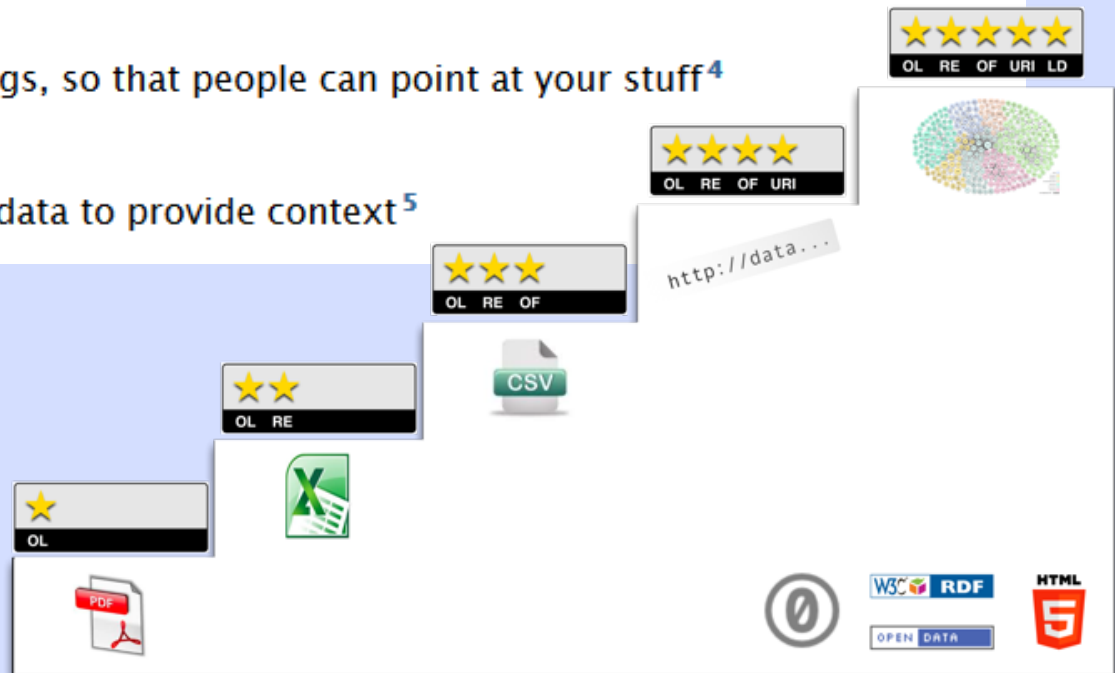 OL RE OF URI LD
gs, so that people can point at your stuff4
OL RE OF URI
data to provide context5
http://data...
OL RE OF
CSV
OL RE
OL
PDF
0
W3C RDF
OPEN DATA
HTML
5